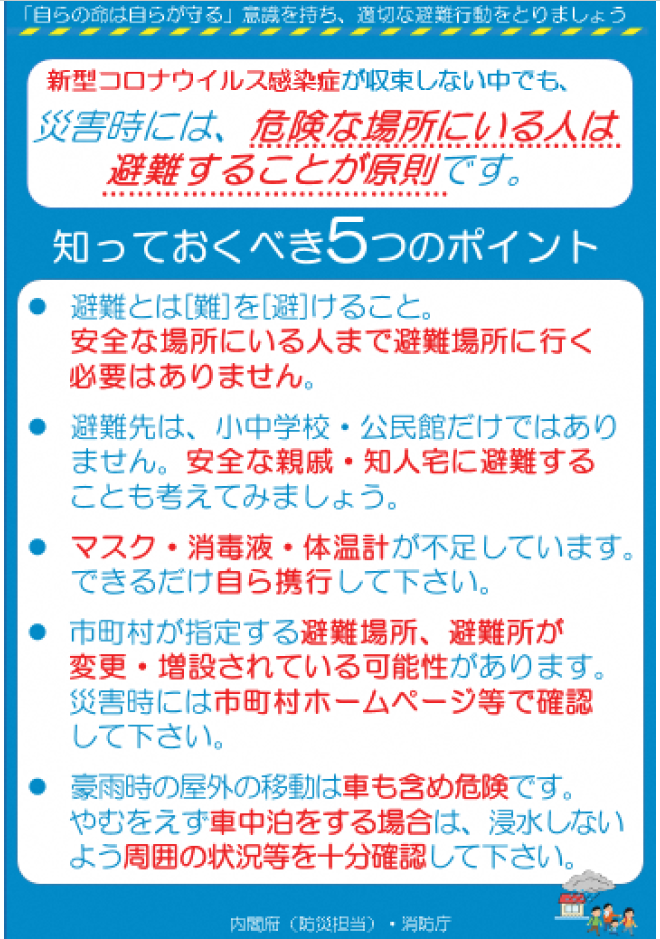 「自らの命は自らが守る」意識を持ち、適切な避難行動をとりましょう
新型コロナウイルス感染症が収束しない中でも、
災害時には、危険な場所にいる人は
避難することが原則です。
知っておくべき5つのポイント
● 避難とは[難]を[避]けること。
安全な場所にいる人まで避難場所に行く
必要はありません。
● 避難先は、小中学校・公民館だけではあり
ません。安全な親戚・知人宅に避難する
ことも考えてみましょう。
● マスク・消毒液・体温計が不足しています。
できるだけ自ら携行して下さい。
● 市町村が指定する避難場所、避難所が
変更・増設されている可能性があります。
災害時には市町村ホームページ等で確認
して下さい。
● 豪雨時の屋外の移動は車も含め危険です。
やむをえず車中泊をする場合は、浸水しない
よう周囲の状況等を十分確認して下さい。
内閣府（防災担当）・消防庁